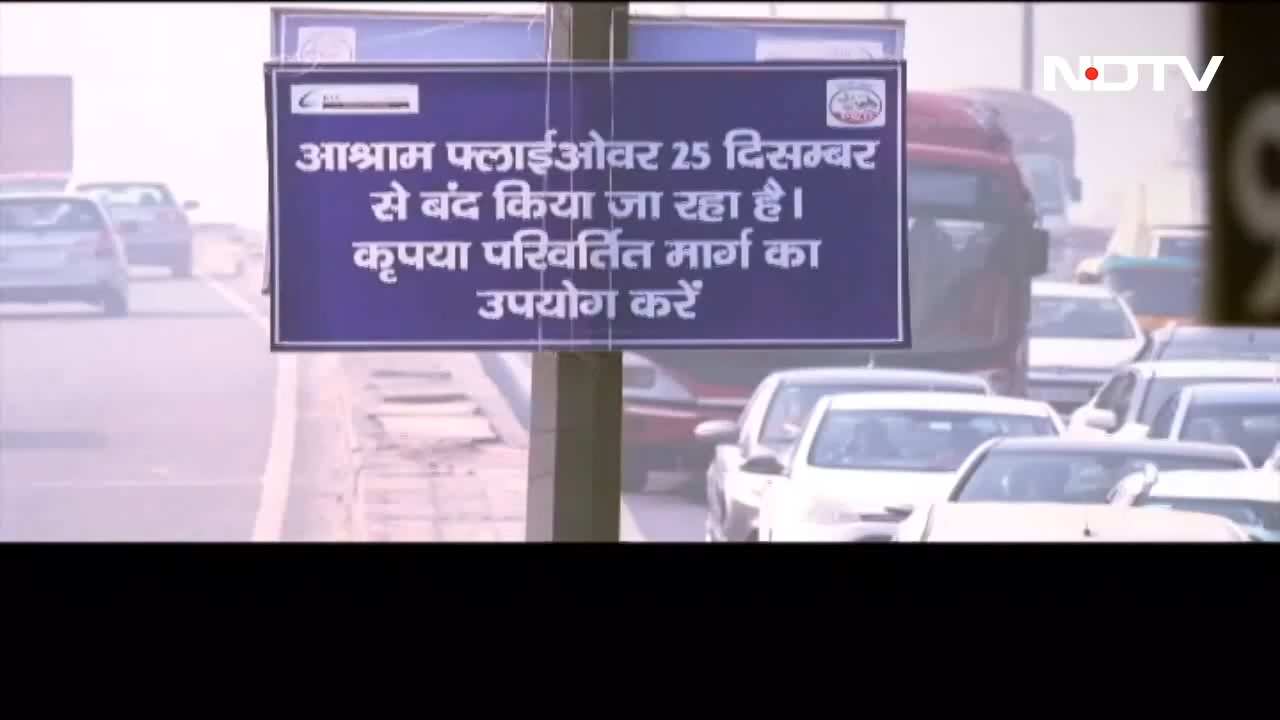 NDTV
आश्राम फ्लाईओवर 25 दिसम्बर
से बंद किया जा रहा है।
कृपया परिवर्तित मार्ग का
उपयोग करें